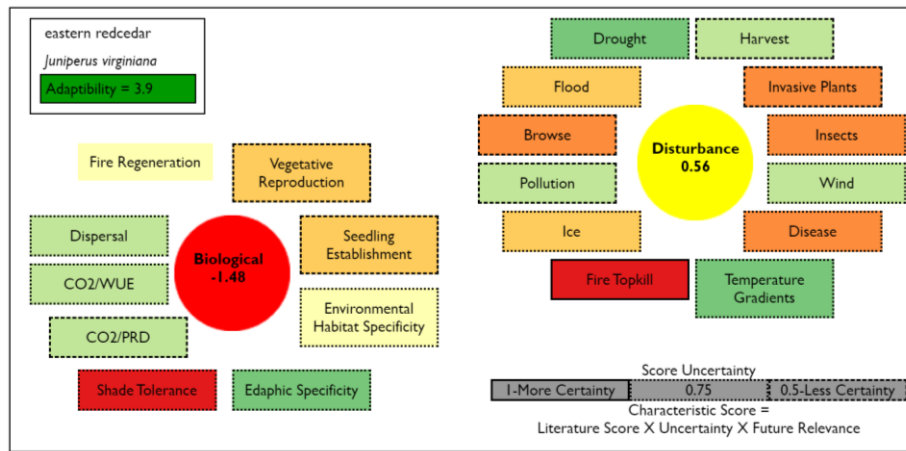 eastern redcedar
Juniperus virginiana
Adaptibility = 3.9
Fire Regeneration
Vegetative
Reproduction
Dispersal
Seedling
Establishment
Biological
-1.48
CO2/WUE
Environmental
Habitat Specificity
CO2/PRD
Shade Tolerance
Edaphic Specificity
Drought
Harvest
Flood
Invasive Plants
Browse
Insects
Disturbance
0.56
Pollution
Wind
Ice
Disease
Fire Topkill
Temperature
Gradients
Score Uncertainty
1-More Certainty
0.75
0.5-Less Certainty
Characteristic Score =
Literature Score X Uncertainty X Future Relevance